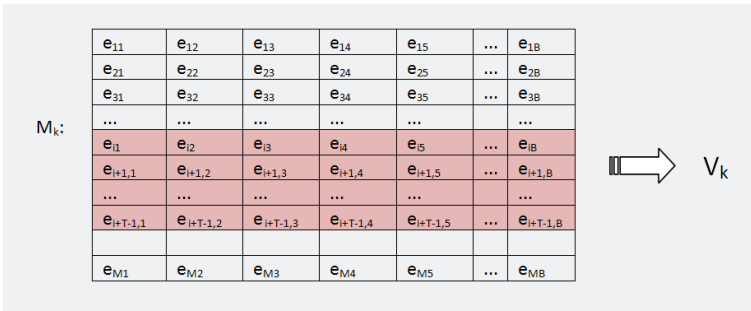 e11 e12 e13 e14 e15 ... e1B
e21 e22 e23 e24 e25 ... e2B
e31 e32 e33 e34 e35 ... e3B
... ... ... ... ... ...
Mk:
ei1 ei2 ei3 ei4 ei5 ... eiB
ei+1,1 ei+1,2 ei+1,3 ei+1,4 ei+1,5 ... ei+1,B
Vk
... ... ... ... ... ...
ei+T-1,1 ei+T-1,2 ei+T-1,3 ei+T-1,4 ei+T-1,5 ... ei+T-1,B
eM1 eM2 eM3 eM4 eM5 ... eMB